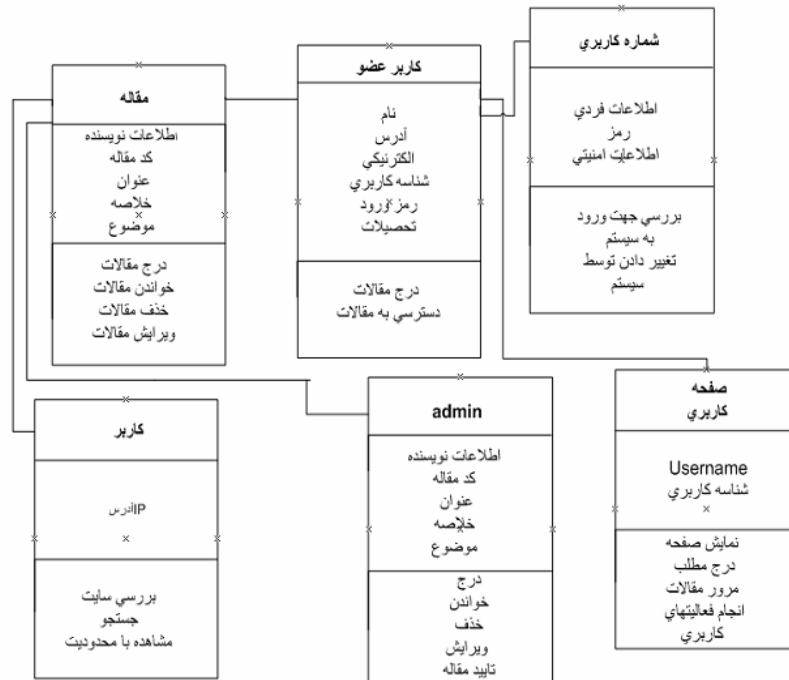 شماره كاربري
اطلاعات فردي
رمز
اطلاعات امنيتي
بررسي جهت ورود
به سيستم
تغيير دادن توسط
سيستم
كاربر عضو
نام
آدرس
الكترنيكي
شناسه كاربري
رمز ورود
تحصيلات
درج مقالات
دسترسي به مقالات
مقاله
اطلاعات نويسنده
كد مقاله
عنوان
خلاصه
موضوع
درج مقالات
خواندن مقالات
حذف مقالات
ويرايش مقالات
صفحه
كاربري
Username
شناسه كاربري
نمايش صفحه
درج مطلب
مرور مقالات
انجام فعاليتهاي
كاربري
admin
اطلاعات نويسنده
كد مقاله
عنوان
خلاصه
موضوع
درج
خواندن
حذف
ويرايش
تاييد مقاله
كاربر
آدرسIP
بررسي سايت
جستجو
مشاهده با محدوديت